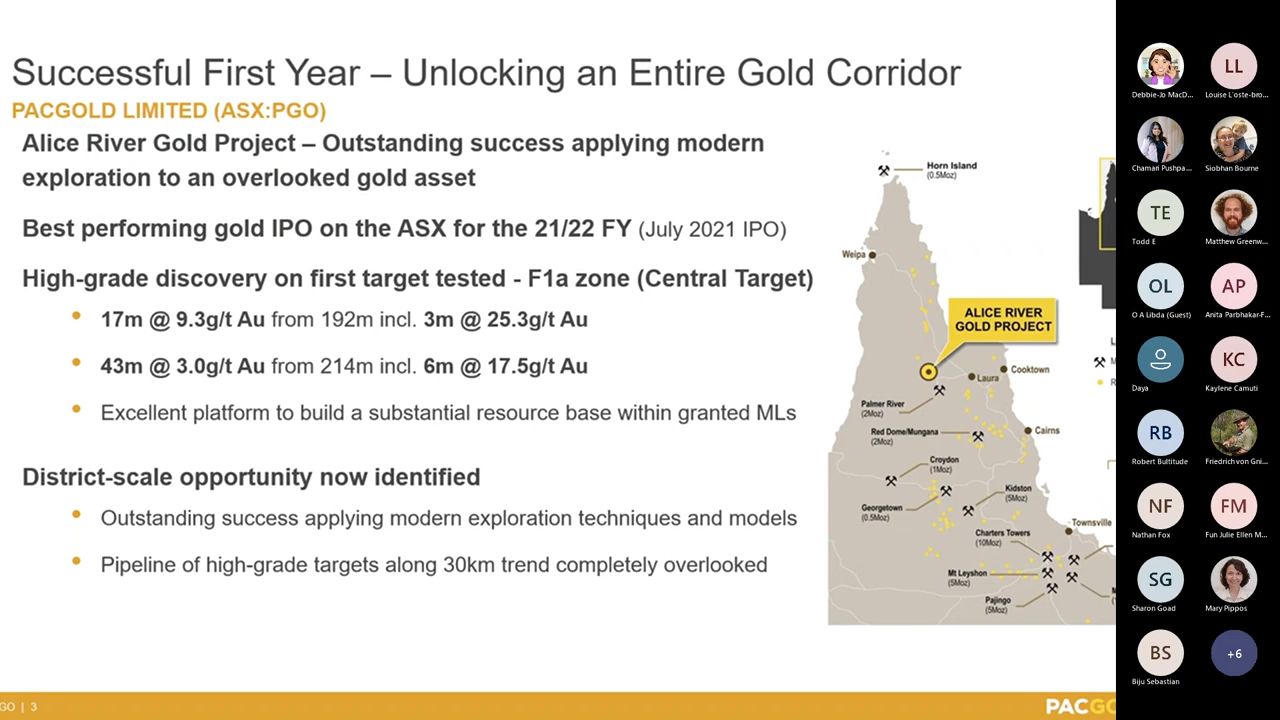 Successful First Year – Unlocking an Entire Gold Corridor
PACGOLD LIMITED (ASX:PGO)
Alice River Gold Project – Outstanding success applying modern
exploration to an overlooked gold asset
Best performing gold IPO on the ASX for the 21/22 FY (July 2021 IPO)
High-grade discovery on first target tested - F1a zone (Central Target)
• 17m @ 9.3g/t Au from 192m incl. 3m @ 25.3g/t Au
• 43m @ 3.0g/t Au from 214m incl. 6m @ 17.5g/t Au
• Excellent platform to build a substantial resource base within granted MLs
District-scale opportunity now identified
• Outstanding success applying modern exploration techniques and models
• Pipeline of high-grade targets along 30km trend completely overlooked
Horn Island
(0.5Moz)
Weipa
ALICE RIVER
GOLD PROJECT
Laura
Cooktown
Palmer River
(2Moz)
Red Dome/Mungana
(2Moz)
Cairns
Croydon
(1Moz)
Kidston
(5Moz)
Georgetown
(0.5Moz)
Townsville
Charters Towers
(10Moz)
Mt Leyshon
(5Moz)
Pajingo
(5Moz)
GO | 3
PACGO
Debbie-Jo MacD...
LL
Louise L'oste-bro...
Chamari Pushpa...
Siobhan Bourne
TE
Todd E
Matthew Greenw...
OL
O A Libda (Guest)
AP
Anita Parbhakar-F...
Daya
KC
Kaylene Camuti
RB
Robert Bultitude
Friedrich von Gni...
NF
Nathan Fox
FM
Fun Julie Ellen M...
SG
Sharon Goad
Mary Pippos
BS
Biju Sebastian
+6